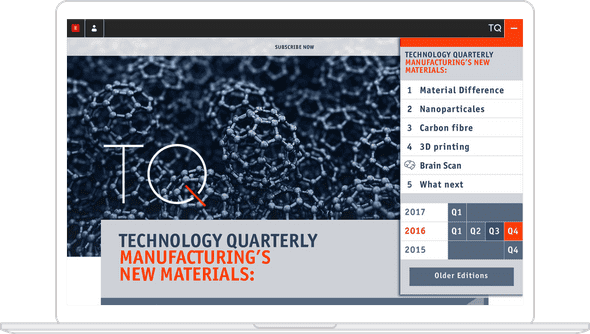 E
TQ
SUBSCRIBE NOW
TQ
TECHNOLOGY QUARTERLY
MANUFACTURING'S
NEW MATERIALS:
TECHNOLOGY QUARTERLY
MANUFACTURING'S NEW
MATERIALS:
1 Material Difference
2 Nanoparticales
3 Carbon fibre
4 3D printing
Brain Scan
5 What next
2017 Q1
2016 Q1 Q2 Q3 Q4
2015 Q4
Older Editions